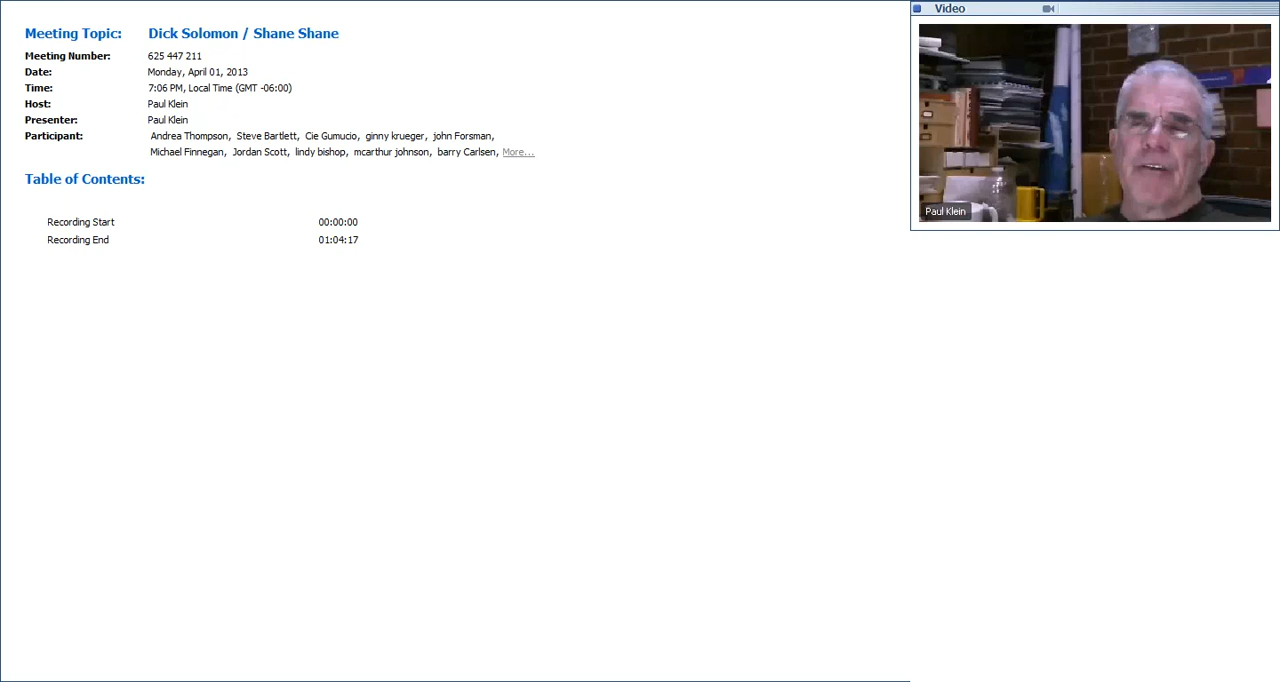 Meeting Topic: Dick Solomon / Shane Shane
Meeting Number: 625 447 211
Date: Monday, April 01, 2013
Time: 7:06 PM, Local Time (GMT -06:00)
Host: Paul Klein
Presenter: Paul Klein
Participant: Andrea Thompson, Steve Bartlett, Cie Gumucio, ginny krueger, john Forsman,
Michael Finnegan, Jordan Scott, lindy bishop, mcarthur johnson, barry Carlsen, More...
Table of Contents:
Recording Start 00:00:00
Recording End 01:04:17
Video
Paul Klein